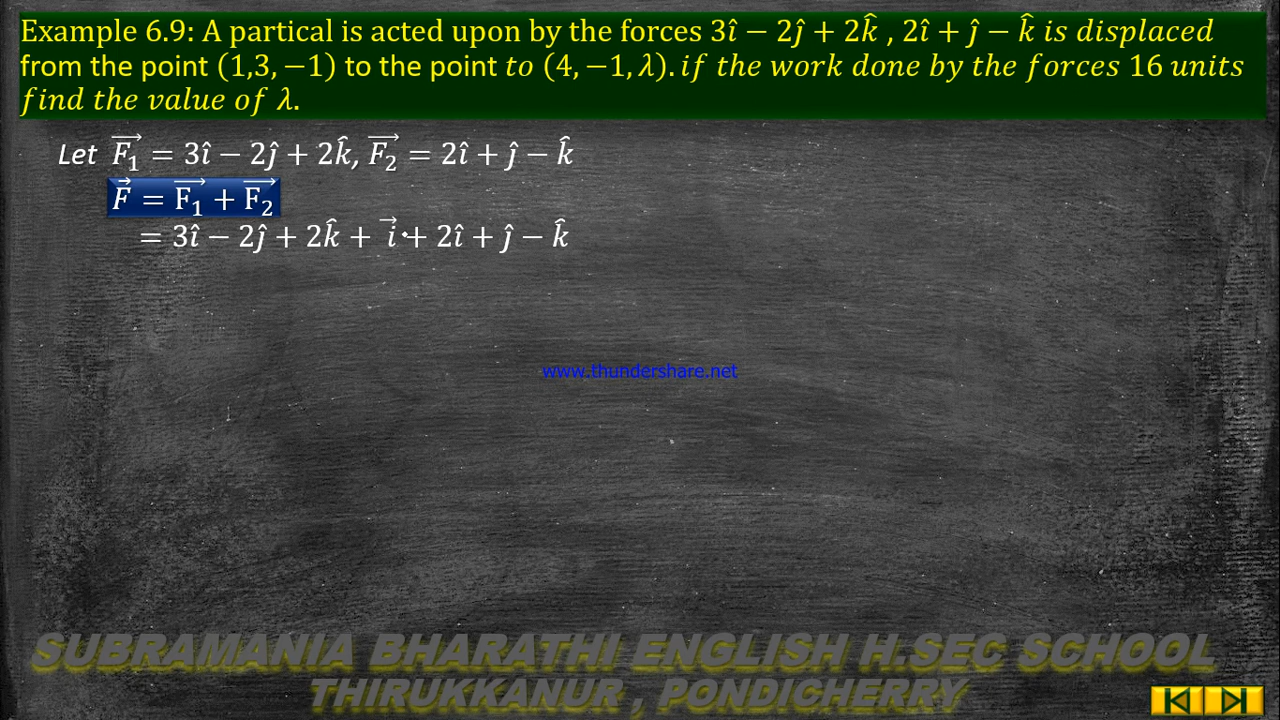 Example 6.9: A partical is acted upon by the forces 3î − 2ĵ + 2k̂ , 2î + ĵ − k̂ is displaced
from the point (1,3, −1) to the point to (4, −1, λ). if the work done by the forces 16 units
find the value of λ.
Let F₁⃗ = 3î − 2ĵ + 2k̂, F₂⃗ = 2î + ĵ − k̂
F⃗ = F₁⃗ + F₂⃗
= 3î − 2ĵ + 2k̂ + i⃗ + 2î + ĵ − k̂
www.thundershare.net
SUBRAMANIA BHARATHI ENGLISH H.SEC SCHOOL
THIRUKKANUR , PONDICHERRY